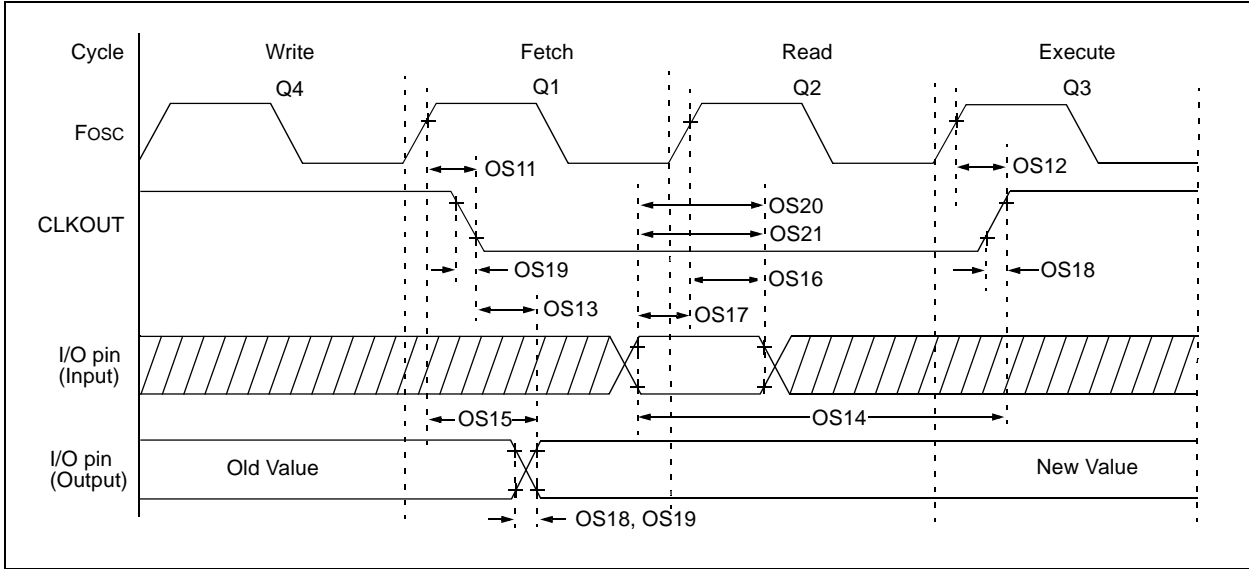 Cycle Write Fetch Read Execute
Q4 Q1 Q2 Q3
FOSC
OS11 OS12
OS20
CLKOUT
OS21
OS19 OS16 OS18
OS13 OS17
I/O pin
(Input)
OS15 OS14
I/O pin
(Output)
Old Value New Value
OS18, OS19